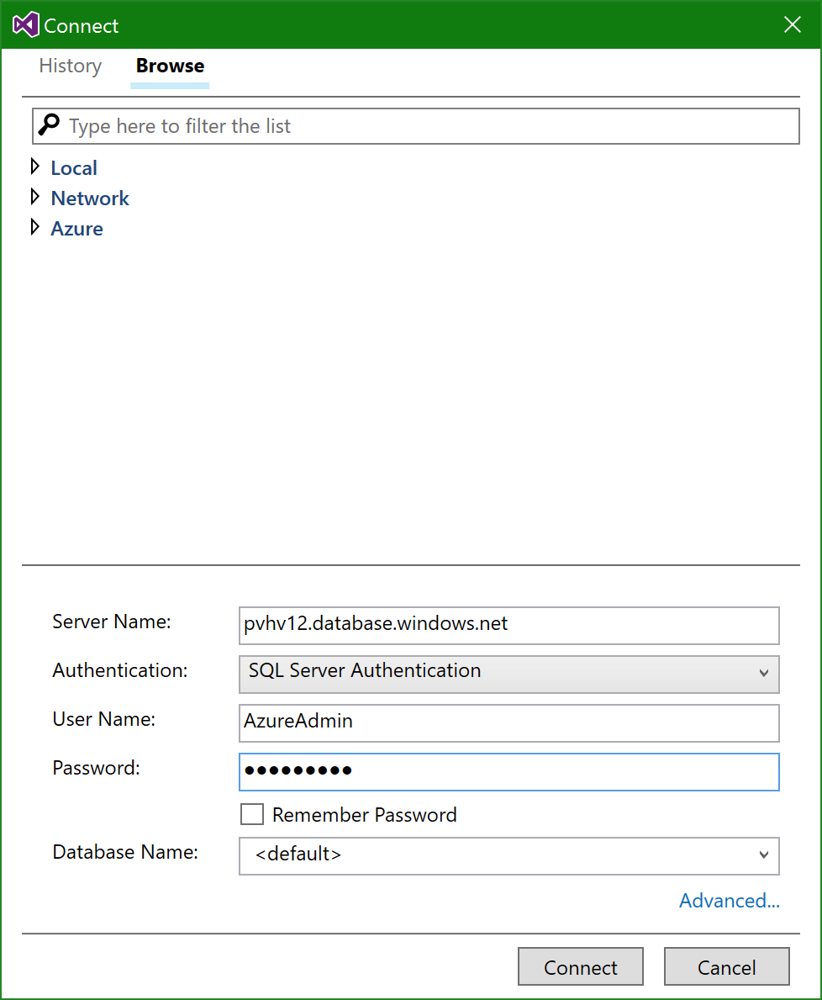 Connect
History Browse
Type here to filter the list
Local
Network
Azure
Server Name: pvhv12.database.windows.net
Authentication: SQL Server Authentication
User Name: AzureAdmin
Password: ●●●●●●●●●
Remember Password
Database Name: <default>
Advanced...
Connect Cancel